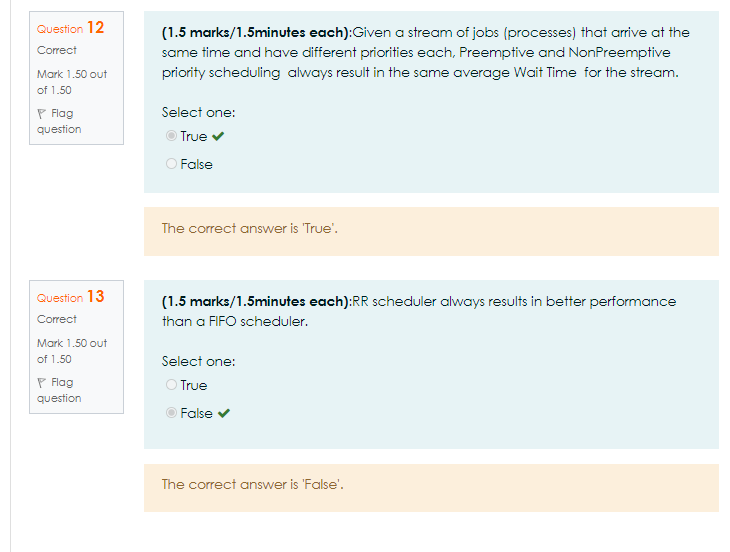 Question 12
Correct
Mark 1.50 out
of 1.50
Flag
question
(1.5 marks/1.5minutes each):Given a stream of jobs (processes) that arrive at the
same time and have different priorities each, Preemptive and NonPreemptive
priority scheduling always result in the same average Wait Time for the stream.
Select one:
True
False
The correct answer is 'True'.
Question 13
Correct
Mark 1.50 out
of 1.50
Flag
question
(1.5 marks/1.5minutes each):RR scheduler always results in better performance
than a FIFO scheduler.
Select one:
True
False
The correct answer is 'False'.